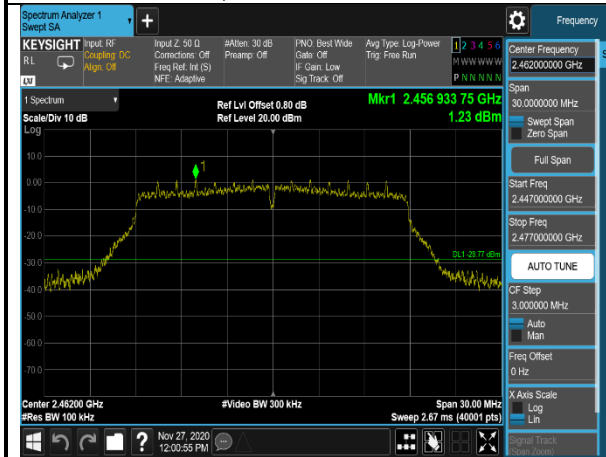 Spectrum Analyzer 1
Swept SA
+
Frequency
KEYSIGHT
RL
LXI
Input: RF
Coupling: DC
Align: Off
Input Z: 50 Ω
Corrections: Off
Freq Ref: Int (S)
NFE: Adaptive
#Atten: 30 dB
Preamp: Off
PNO: Best Wide
Gate: Off
IF Gain: Low
Sig Track: Off
Avg Type: Log-Power
Trig: Free Run
1 2 3 4 5 6
M W W W W W
P N N N N N
1 Spectrum
Scale/Div 10 dB
Log
Ref Lvl Offset 0.80 dB
Ref Level 20.00 dBm
Mkr1 2.456 933 75 GHz
1.23 dBm
10.0
0.00
-10.0
-20.0
-30.0
-40.0
-50.0
-60.0
-70.0
1
DL1 -28.77 dBm
Center 2.46200 GHz
#Res BW 100 kHz
#Video BW 300 kHz
Span 30.00 MHz
Sweep 2.67 ms (40001 pts)
Center Frequency
2.462000000 GHz
Span
30.0000000 MHz
Swept Span
Zero Span
Full Span
Start Freq
2.447000000 GHz
Stop Freq
2.477000000 GHz
AUTO TUNE
CF Step
3.000000 MHz
Auto
Man
Freq Offset
0 Hz
X Axis Scale
Log
Lin
Signal Track
(Span Zoom)
?
Nov 27, 2020
12:00:55 PM